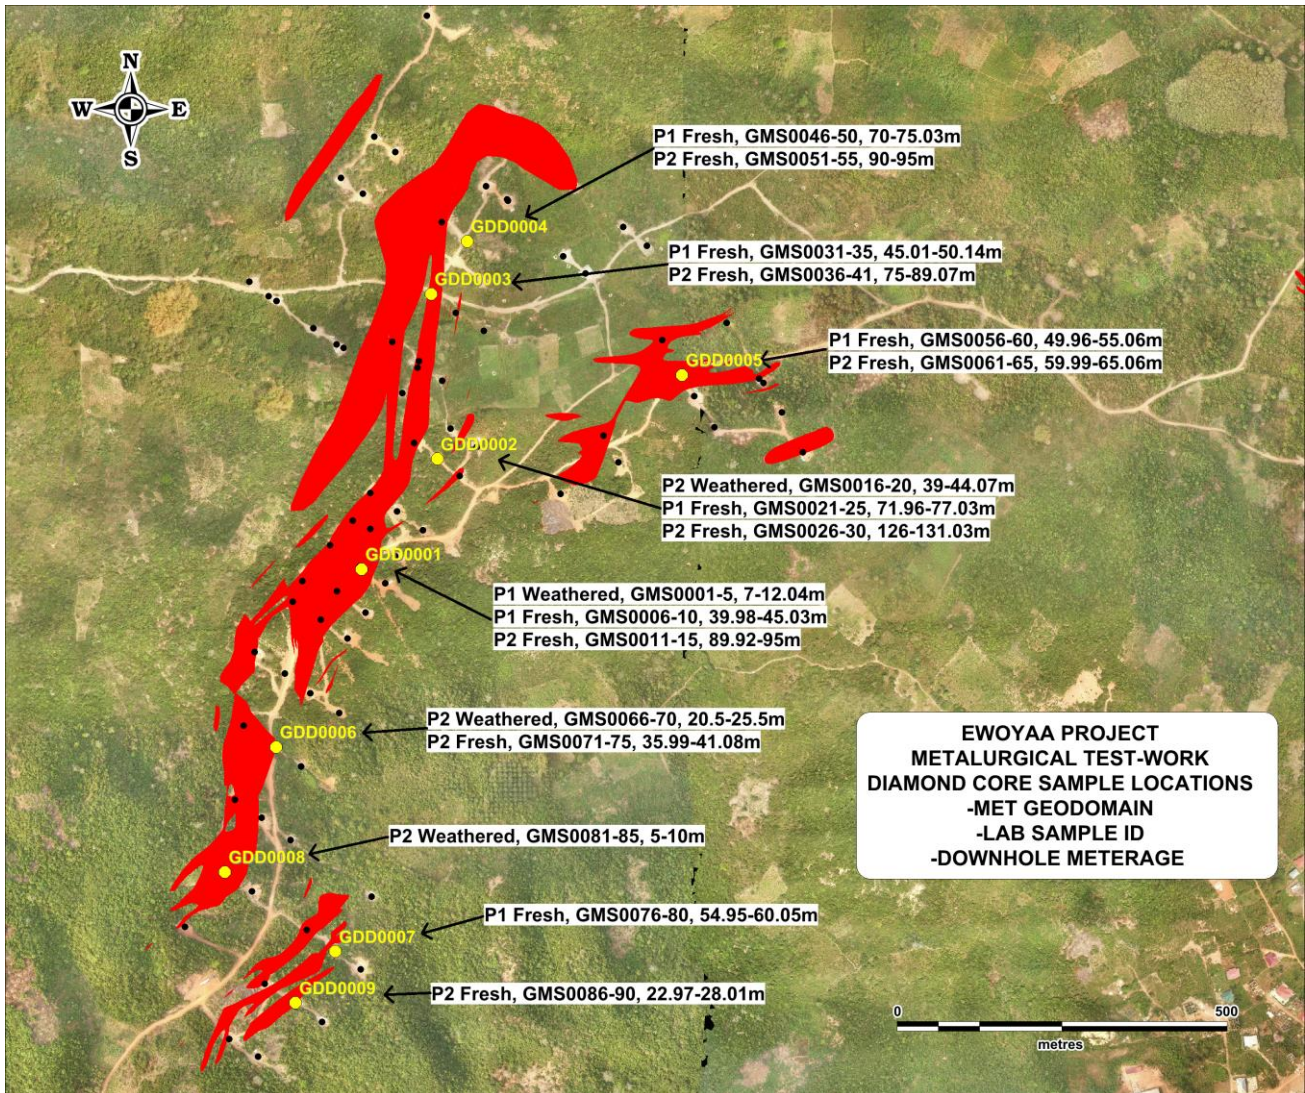 N
W E
S
P1 Fresh, GMS0046-50, 70-75.03m
P2 Fresh, GMS0051-55, 90-95m
GDD0004
P1 Fresh, GMS0031-35, 45.01-50.14m
P2 Fresh, GMS0036-41, 75-89.07m
GDD0003
P1 Fresh, GMS0056-60, 49.96-55.06m
P2 Fresh, GMS0061-65, 59.99-65.06m
GDD0005
GDD0002
P2 Weathered, GMS0016-20, 39-44.07m
P1 Fresh, GMS0021-25, 71.96-77.03m
P2 Fresh, GMS0026-30, 126-131.03m
GDD0001
P1 Weathered, GMS0001-5, 7-12.04m
P1 Fresh, GMS0006-10, 39.98-45.03m
P2 Fresh, GMS0011-15, 89.92-95m
GDD0006
P2 Weathered, GMS0066-70, 20.5-25.5m
P2 Fresh, GMS0071-75, 35.99-41.08m
EWOYAA PROJECT
METALURGICAL TEST-WORK
DIAMOND CORE SAMPLE LOCATIONS
-MET GEODOMAIN
-LAB SAMPLE ID
-DOWNHOLE METERAGE
GDD0008
P2 Weathered, GMS0081-85, 5-10m
GDD0007
P1 Fresh, GMS0076-80, 54.95-60.05m
GDD0009
P2 Fresh, GMS0086-90, 22.97-28.01m
0 500
metres